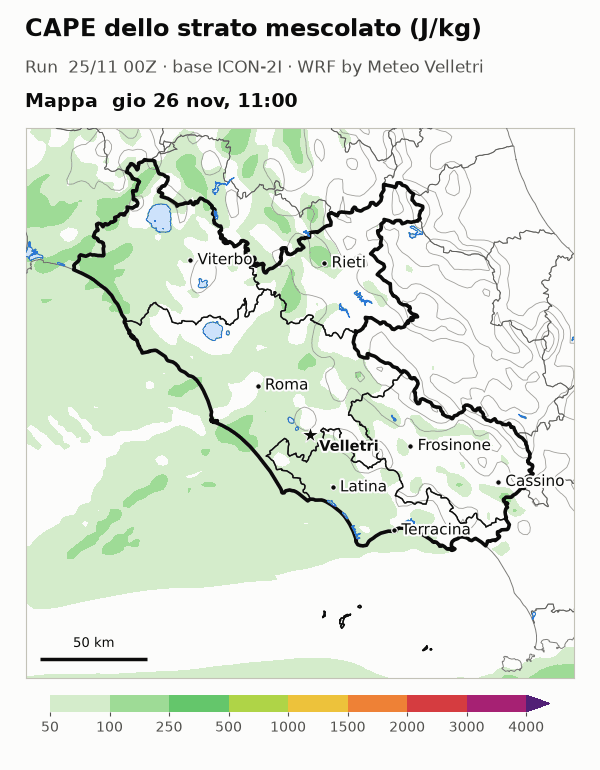 CAPE dello strato mescolato (J/kg)
Run  25/11 00Z · base ICON-2I · WRF by Meteo Velletri
Mappa  gio 26 nov, 11:00
Viterbo
Rieti
Roma
Velletri
Frosinone
Cassino
Latina
Terracina
50 km
50 100 250 500 1000 1500 2000 3000 4000